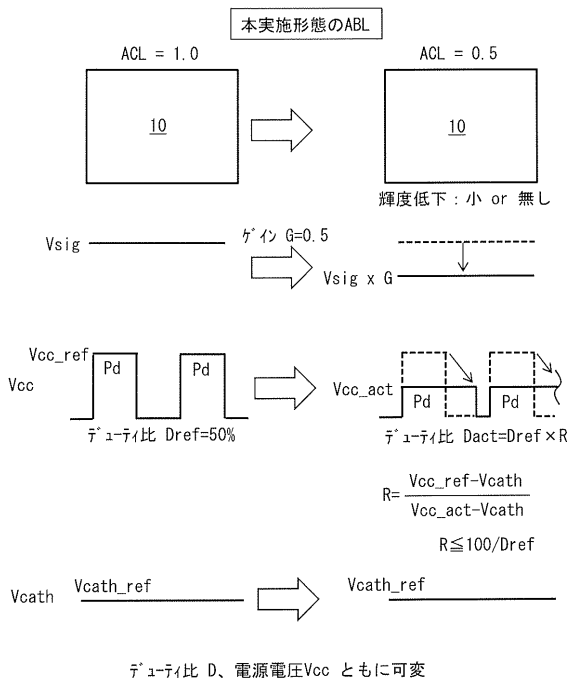 本実施形態のABL
ACL = 1.0
ACL = 0.5
10
10
輝度低下：小 or 無し
Vsig
ｹﾞｲﾝ G=0.5
Vsig x G
Vcc_ref
Vcc
Pd
Pd
Vcc_act
Pd
Pd
ﾃﾞｭｰﾃｨ比 Dref=50%
ﾃﾞｭｰﾃｨ比 Dact=Dref×R
R=
Vcc_ref-Vcath
Vcc_act-Vcath
R≦100/Dref
Vcath
Vcath_ref
Vcath_ref
ﾃﾞｭｰﾃｨ比 D、電源電圧Vcc ともに可変